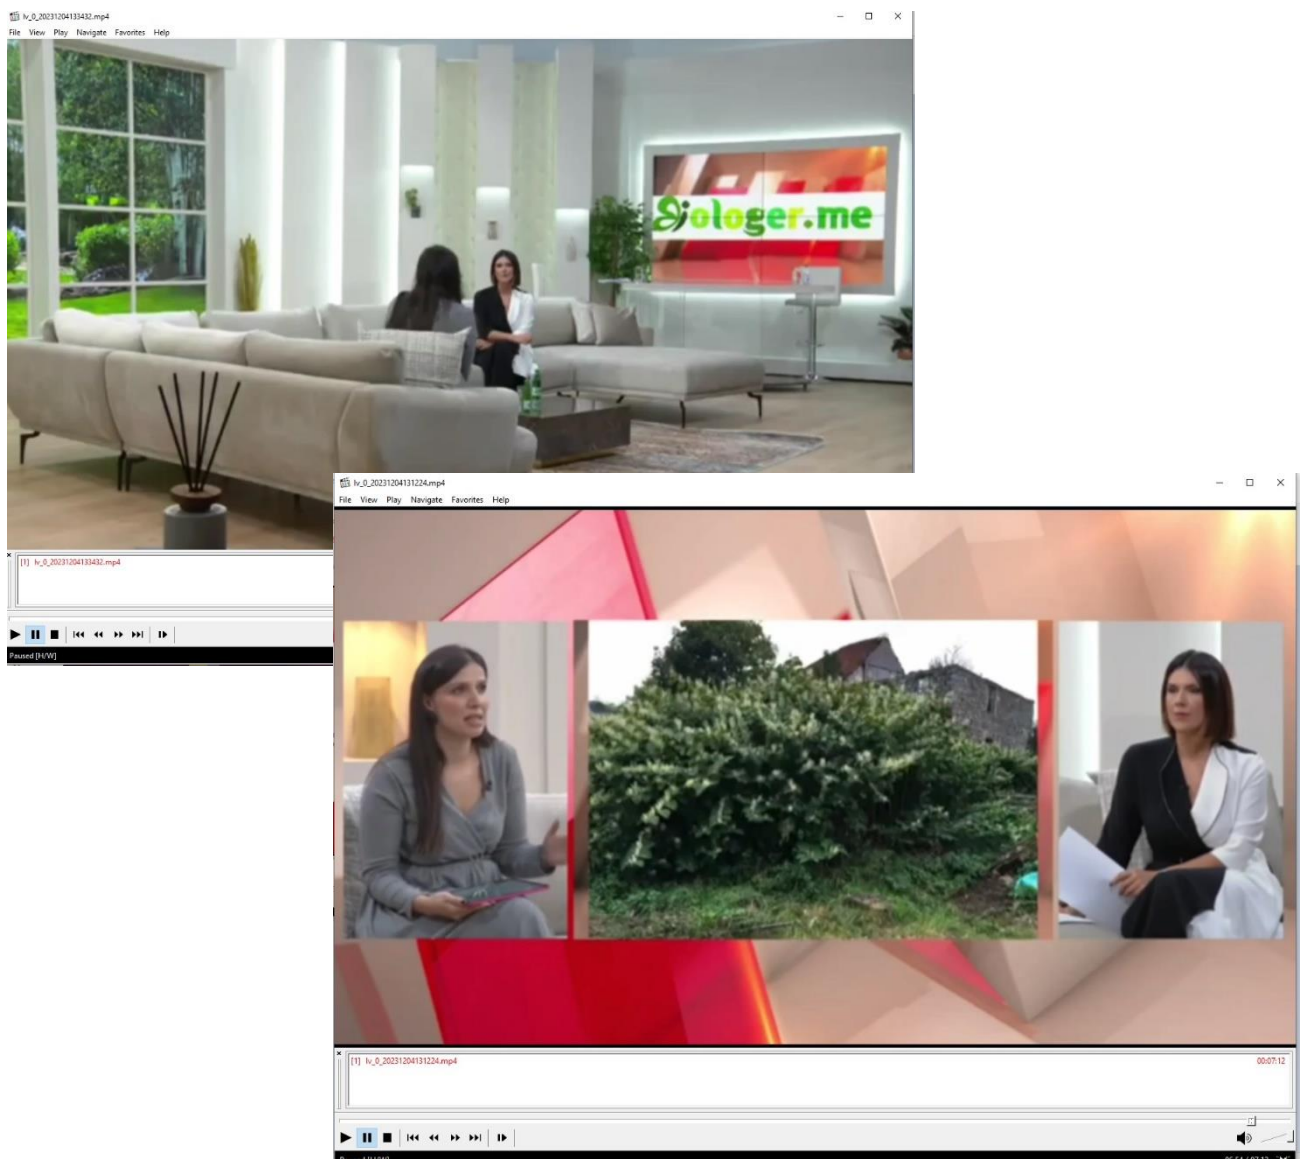 lv_0_20231204133432.mp4
File View Play Navigate Favorites Help
Biologer.me
[1] lv_0_20231204133432.mp4
Paused [H/W]
lv_0_20231204131224.mp4
File View Play Navigate Favorites Help
[1] lv_0_20231204131224.mp4 00:07:12